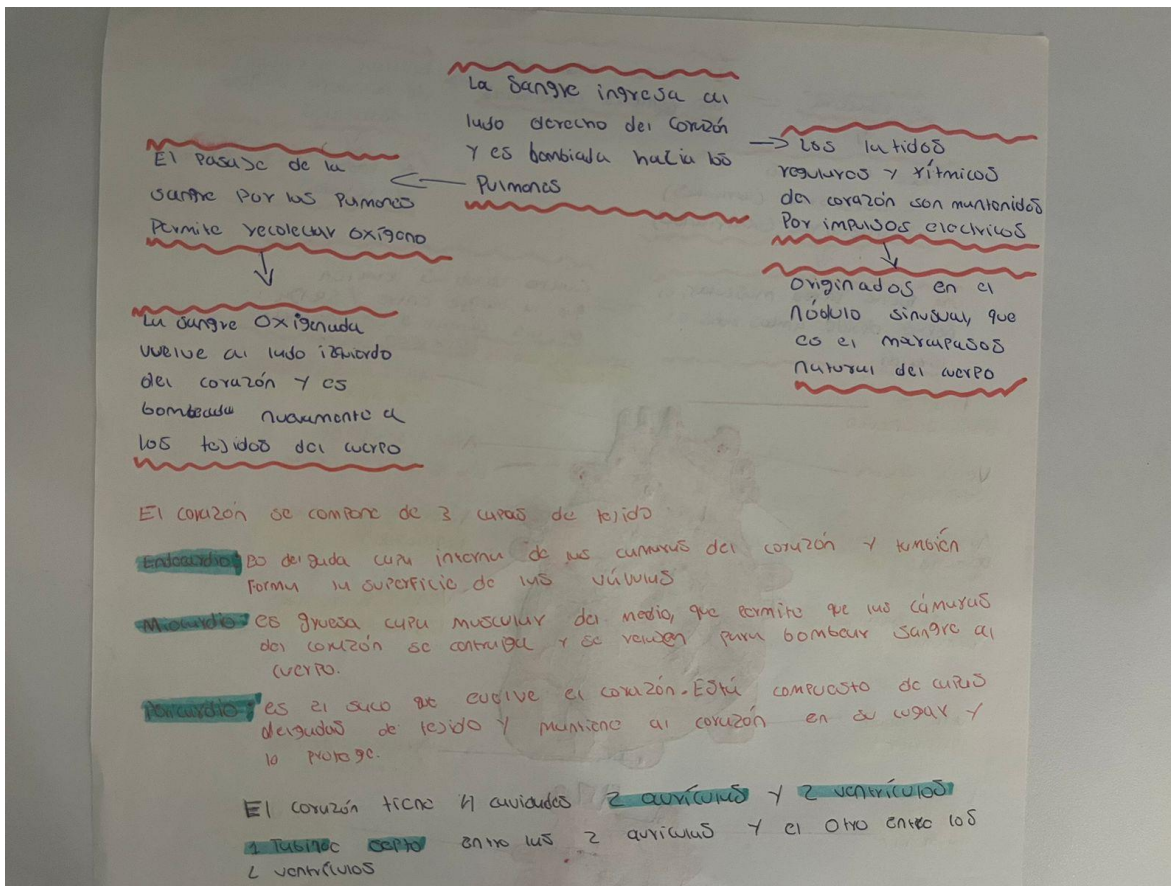 La Sangre ingresa al
lado derecho del Corazón
Y es bombiada hacia los
Pulmones
El Pasaje de la
sangre Por los Pumones
Permite recolectar oxígeno
La sangre Oxigenada
vuelve al lado izquierdo
del corazón y es
bombeada nuevamente a
los tejidos del cuerpo
Los latidos
regulares y rítmicos
del corazón son mantenidos
Por impulsos electricos
originados en el
nódulo sinusual, que
es el marcapasos
natural del cuerpo
El corazón se compone de 3 capas de tejido
Endocardio: es delgada capa interna de las camaras del corazón y también
Forma la superficie de las válvulas
Miocardio: es gruesa capa muscular del medio, que permite que las cámaras
del corazón se contraiga y se relajen para bombear sangre al
cuerpo.
Pericardio: es el saco que evolve el corazón. Está compuesto de capas
delgadas de tejido y mantiene al corazón en su lugar y
lo protege.
El corazón tiene 4 cavidades 2 aurículas y 2 ventrículos
1 Tabique septo entre las 2 aurículas y el Otro entre los
2 ventrículos